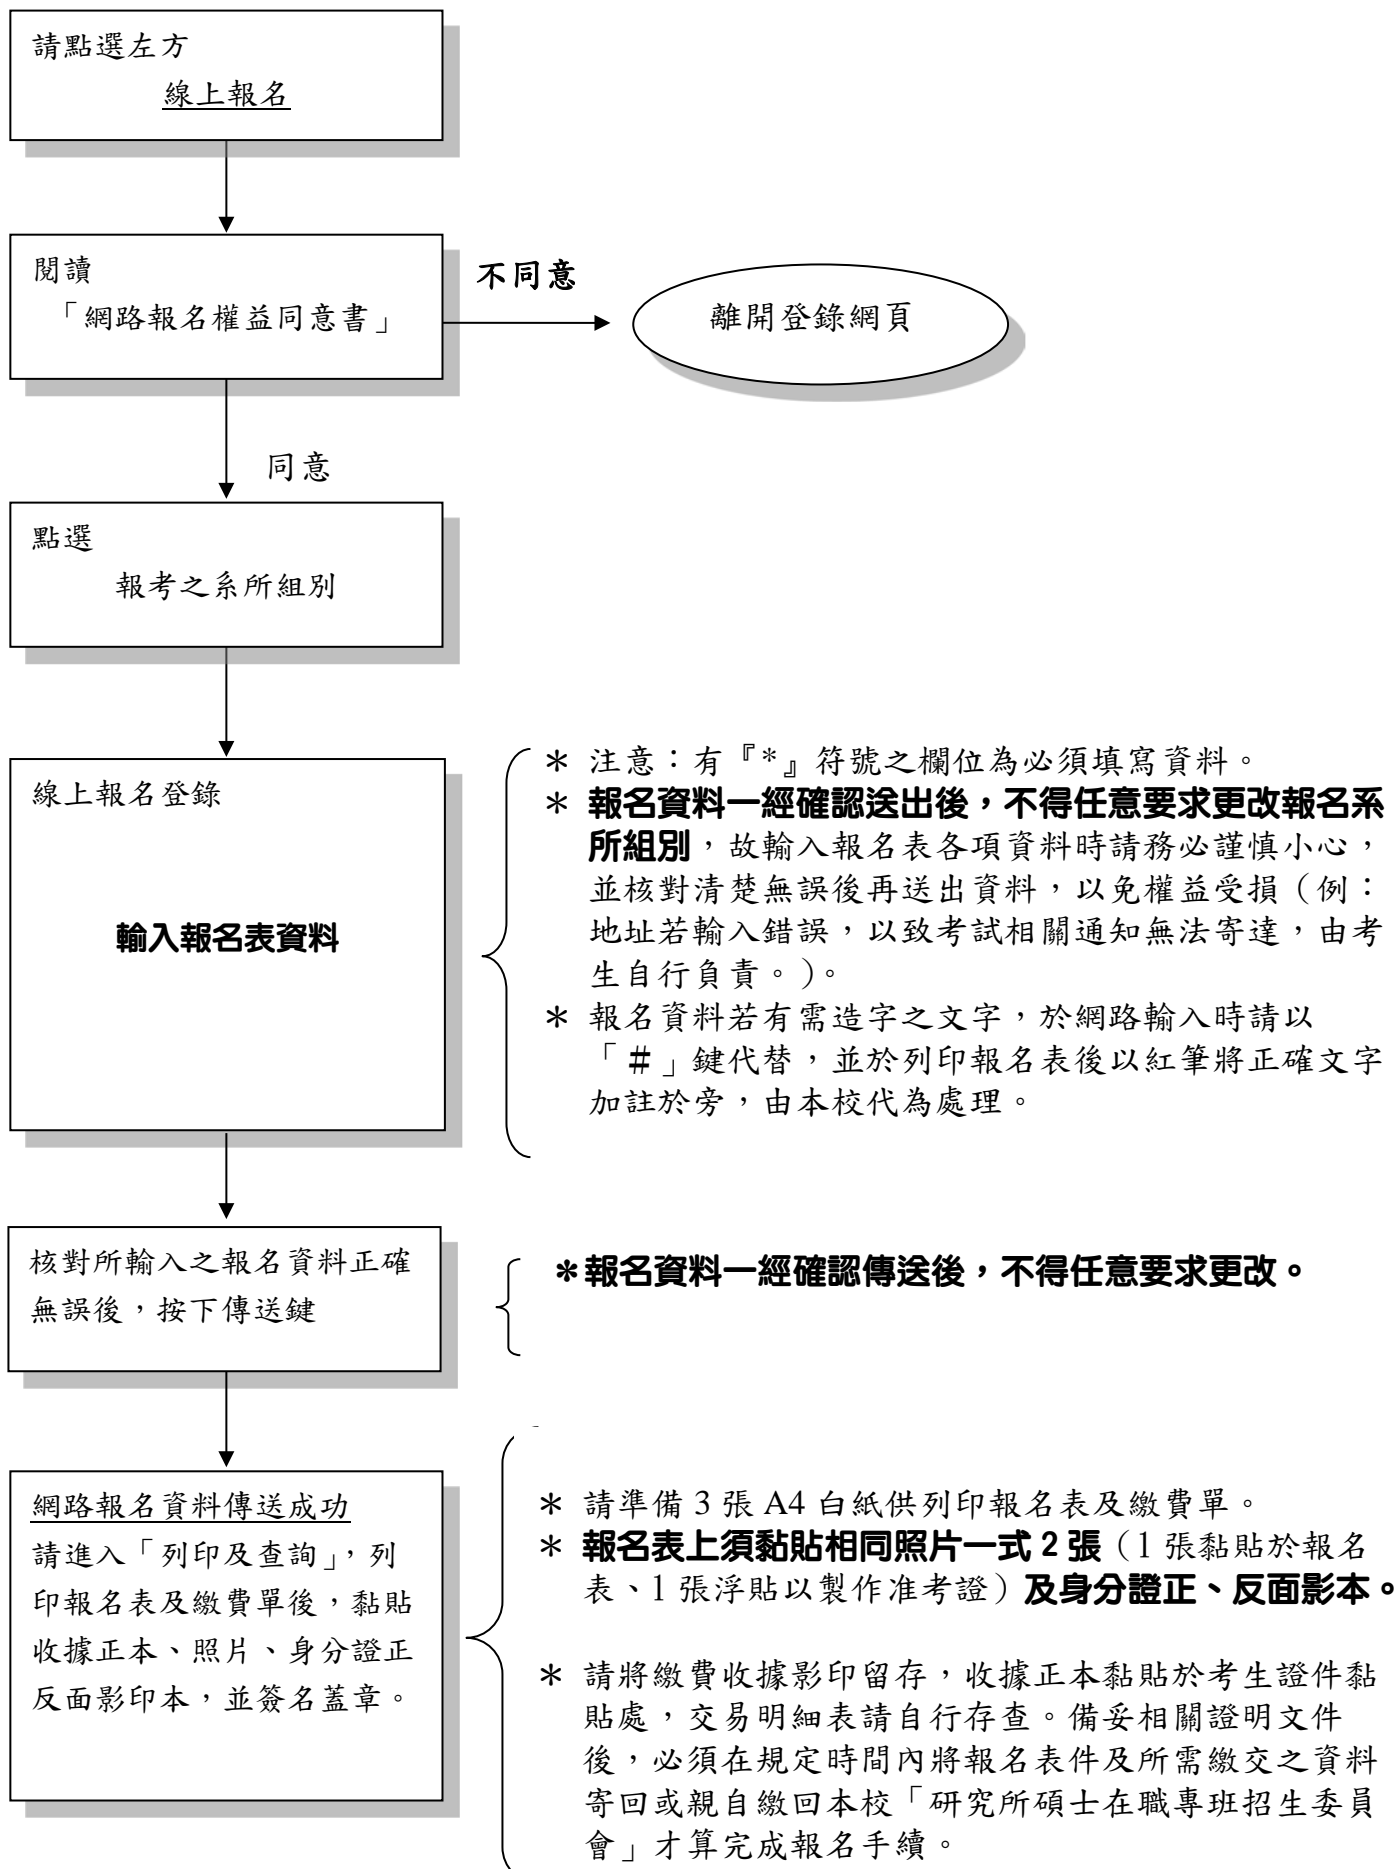 請點選左方
線上報名
閱讀
「網路報名權益同意書」
不同意
離開登錄網頁
同意
點選
報考之系所組別
線上報名登錄
輸入報名表資料
＊ 注意：有『*』符號之欄位為必須填寫資料。
＊ 報名資料一經確認送出後，不得任意要求更改報名系
所組別，故輸入報名表各項資料時請務必謹慎小心，
並核對清楚無誤後再送出資料，以免權益受損（例：
地址若輸入錯誤，以致考試相關通知無法寄達，由考
生自行負責。）。
＊ 報名資料若有需造字之文字，於網路輸入時請以
「＃」鍵代替，並於列印報名表後以紅筆將正確文字
加註於旁，由本校代為處理。
核對所輸入之報名資料正確
無誤後，按下傳送鍵
＊報名資料一經確認傳送後，不得任意要求更改。
網路報名資料傳送成功
請進入「列印及查詢」，列
印報名表及繳費單後，黏貼
收據正本、照片、身分證正
反面影印本，並簽名蓋章。
＊ 請準備 3 張 A4 白紙供列印報名表及繳費單。
＊ 報名表上須黏貼相同照片一式 2 張（1 張黏貼於報名
表、1 張浮貼以製作准考證）及身分證正、反面影本。
＊ 請將繳費收據影印留存，收據正本黏貼於考生證件黏
貼處，交易明細表請自行存查。備妥相關證明文件
後，必須在規定時間內將報名表件及所需繳交之資料
寄回或親自繳回本校「研究所碩士在職專班招生委員
會」才算完成報名手續。